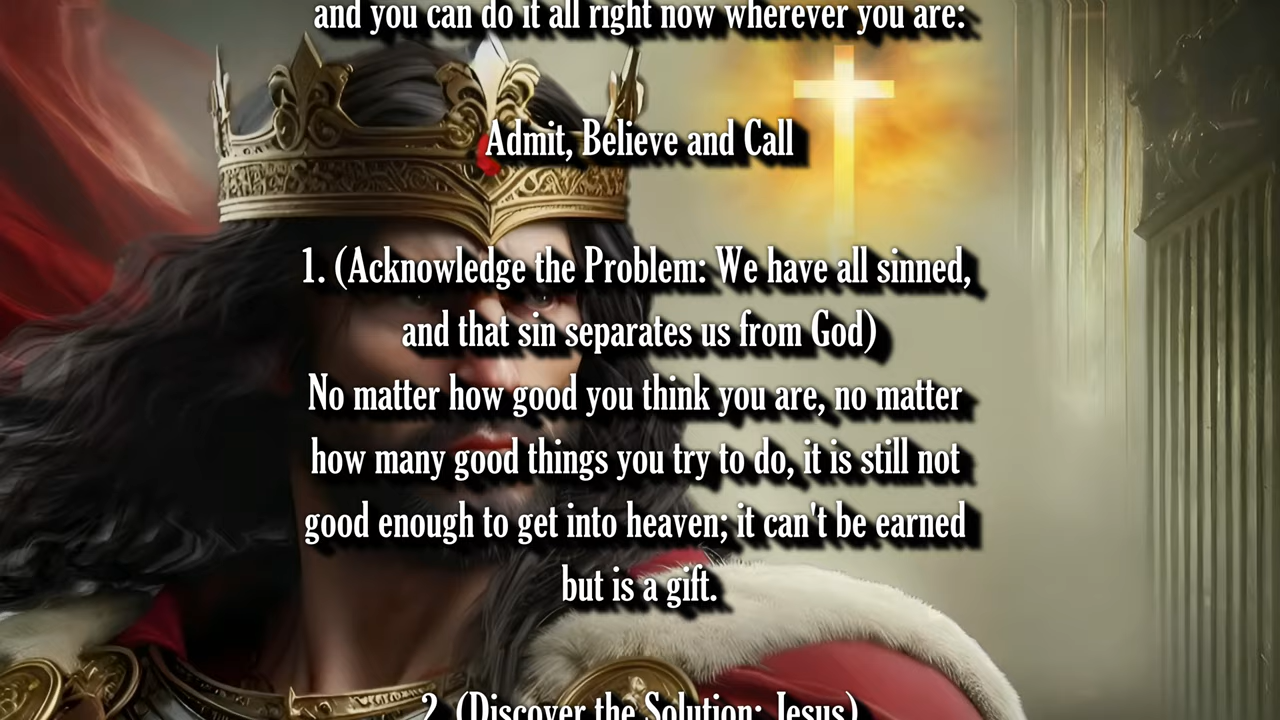 and you can do it all right now wherever you are:
Admit, Believe and Call
1. (Acknowledge the Problem: We have all sinned,
and that sin separates us from God)
No matter how good you think you are, no matter
how many good things you try to do, it is still not
good enough to get into heaven; it can't be earned
but is a gift.
2. (Discover the Solution: Jesus)